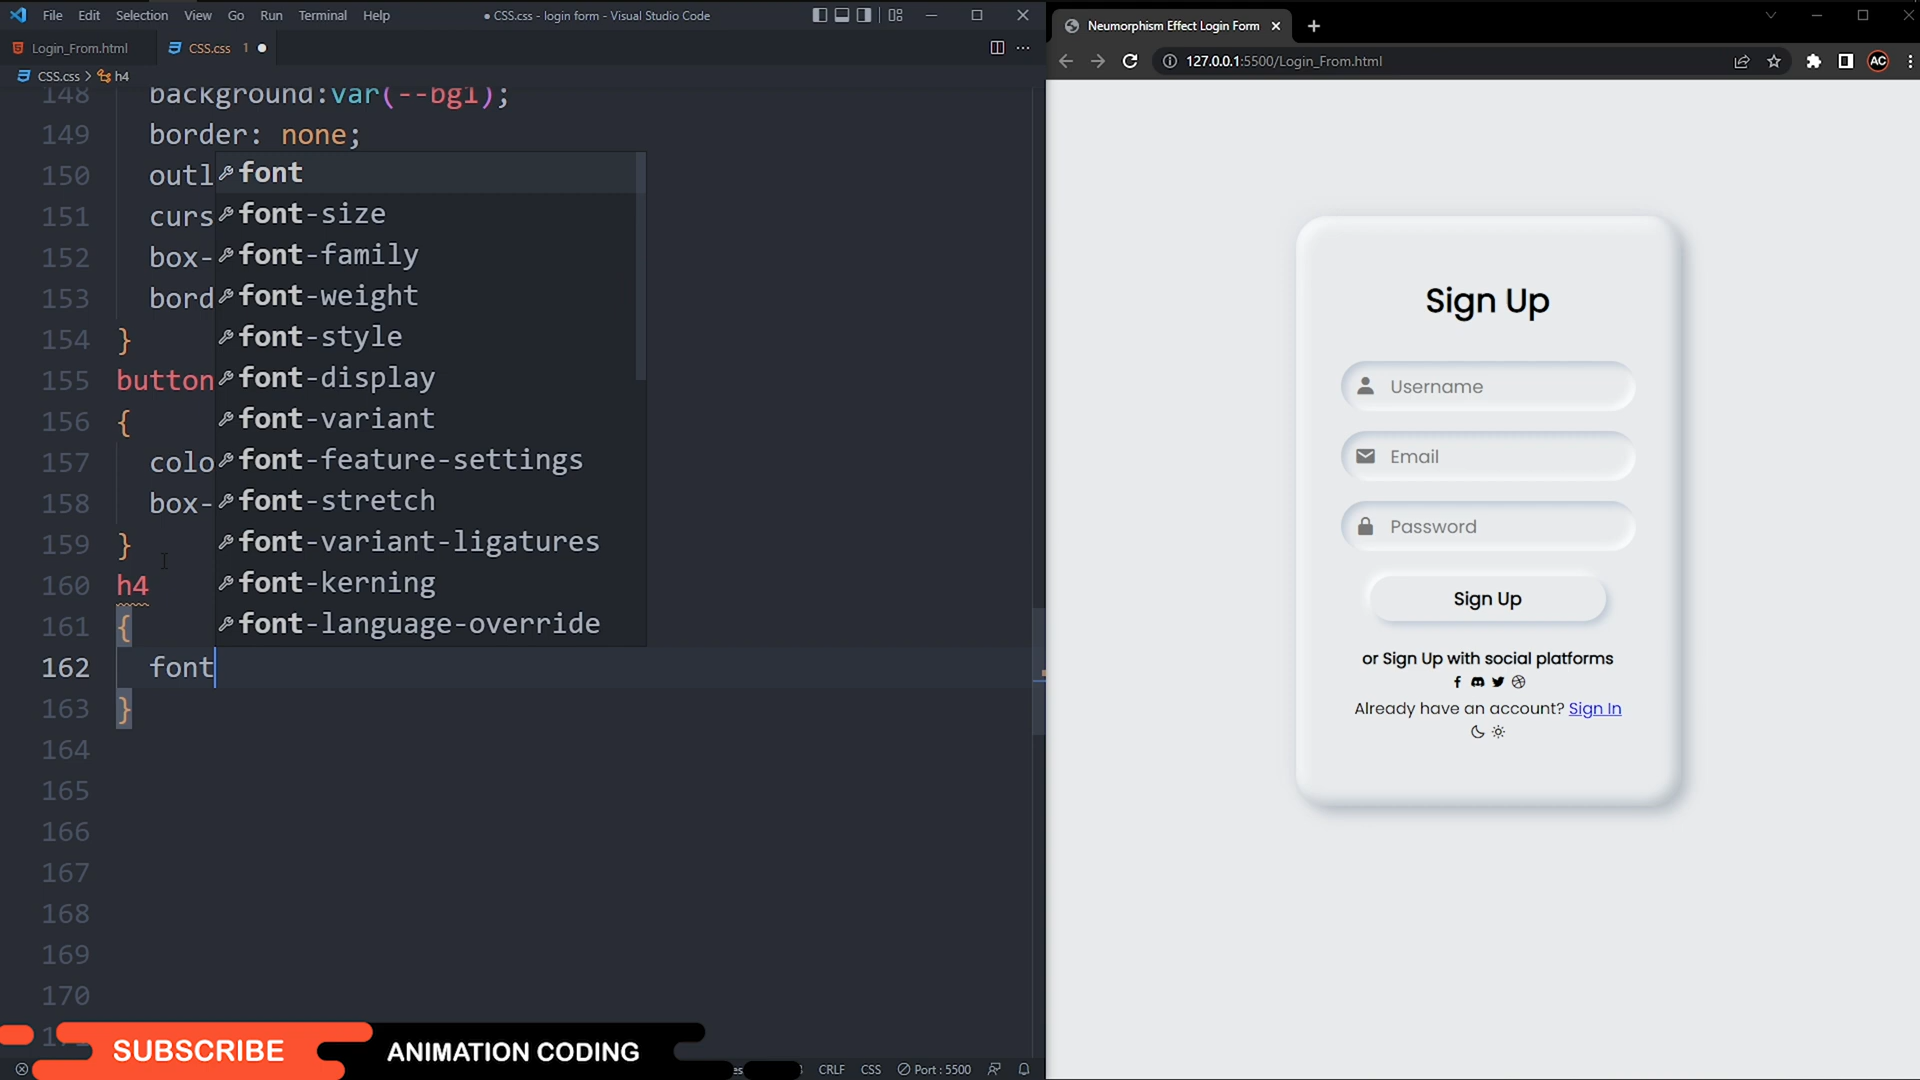 File Edit Selection View Go Run Terminal Help
CSS.css - login form - Visual Studio Code
Login_From.html
CSS.css 1
CSS.css > h4
148 background:var(--bg1);
149 border: none;
150 outl
151 curs
152 box-
153 bord
154 }
155 button
156 {
157 colo
158 box-
159 }
160 h4
161 {
162 font
163 }
164
165
166
167
168
169
170
font
font-size
font-family
font-weight
font-style
font-display
font-variant
font-feature-settings
font-stretch
font-variant-ligatures
font-kerning
font-language-override
SUBSCRIBE
ANIMATION CODING
CRLF CSS Port : 5500
Neumorphism Effect Login Form
127.0.0.1:5500/Login_From.html
AC
Sign Up
Username
Email
Password
Sign Up
or Sign Up with social platforms
Already have an account? Sign In